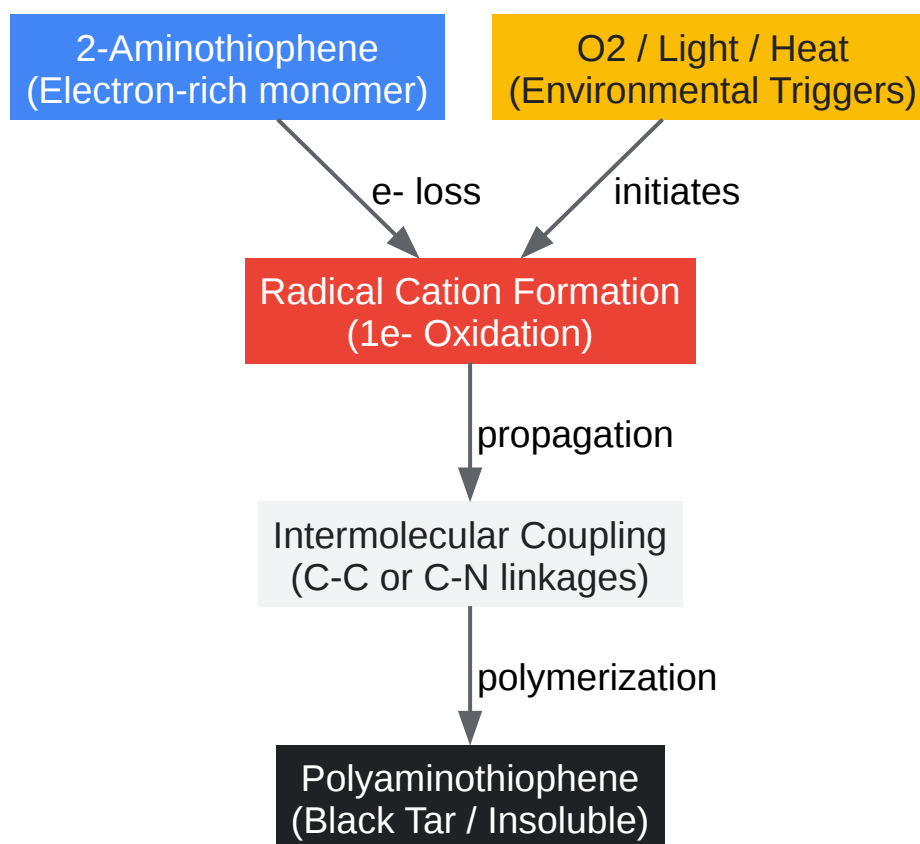 2-Aminothiophene
(Electron-rich monomer)
O2 / Light / Heat
(Environmental Triggers)
e- loss
initiates
Radical Cation Formation
(1e- Oxidation)
propagation
Intermolecular Coupling
(C-C or C-N linkages)
polymerization
Polyaminothiophene
(Black Tar / Insoluble)